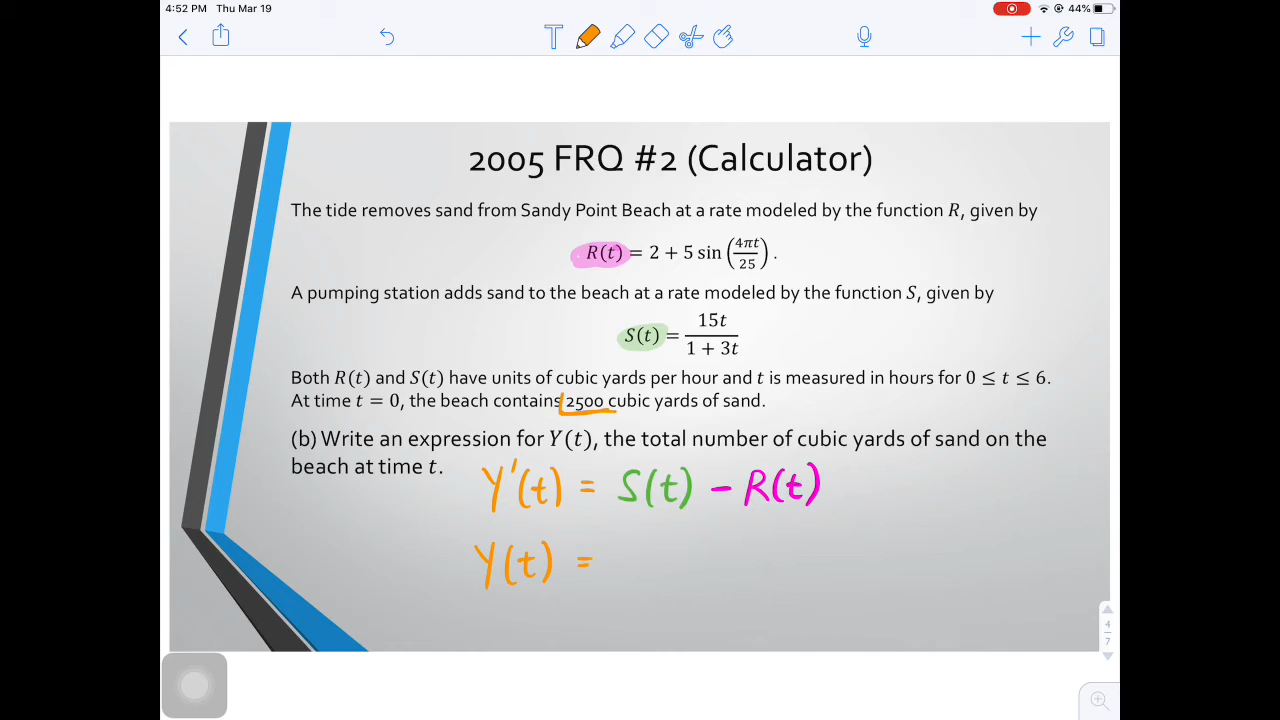 4:52 PM Thu Mar 19
44%
T
2005 FRQ #2 (Calculator)
The tide removes sand from Sandy Point Beach at a rate modeled by the function R, given by
R(t) = 2 + 5 sin(4πt/25).
A pumping station adds sand to the beach at a rate modeled by the function S, given by
S(t) = 15t/(1 + 3t)
Both R(t) and S(t) have units of cubic yards per hour and t is measured in hours for 0 ≤ t ≤ 6.
At time t = 0, the beach contains 2500 cubic yards of sand.
(b) Write an expression for Y(t), the total number of cubic yards of sand on the
beach at time t.
Y'(t) = S(t) - R(t)
Y(t) =
4
7